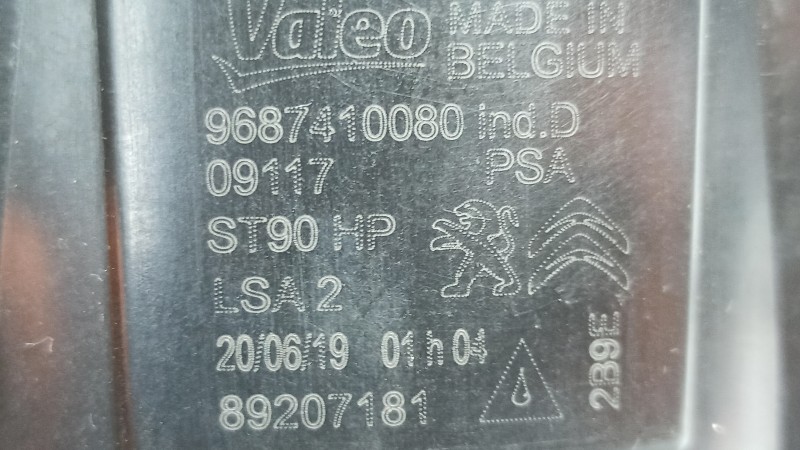 Valeo
MADE IN
BELGIUM
9687410080 ind.D
09117 PSA
ST90 HP
LSA 2
20/06/19 01 h 04
89207181
2B9E